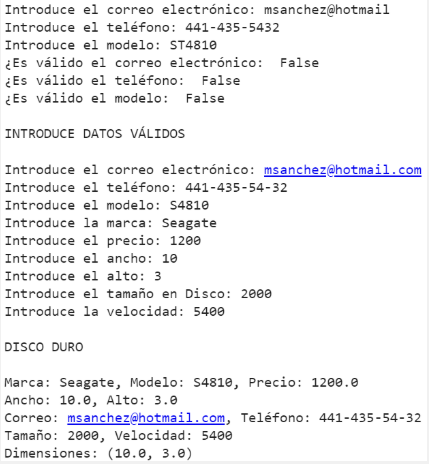 Introduce el correo electrónico: msanchez@hotmail
Introduce el teléfono: 441-435-5432
Introduce el modelo: ST4810
¿Es válido el correo electrónico:  False
¿Es válido el teléfono:  False
¿Es válido el modelo:  False
INTRODUCE DATOS VÁLIDOS
Introduce el correo electrónico: msanchez@hotmail.com
Introduce el teléfono: 441-435-54-32
Introduce el modelo: S4810
Introduce la marca: Seagate
Introduce el precio: 1200
Introduce el ancho: 10
Introduce el alto: 3
Introduce el tamaño en Disco: 2000
Introduce la velocidad: 5400
DISCO DURO
Marca: Seagate, Modelo: S4810, Precio: 1200.0
Ancho: 10.0, Alto: 3.0
Correo: msanchez@hotmail.com, Teléfono: 441-435-54-32
Tamaño: 2000, Velocidad: 5400
Dimensiones: (10.0, 3.0)